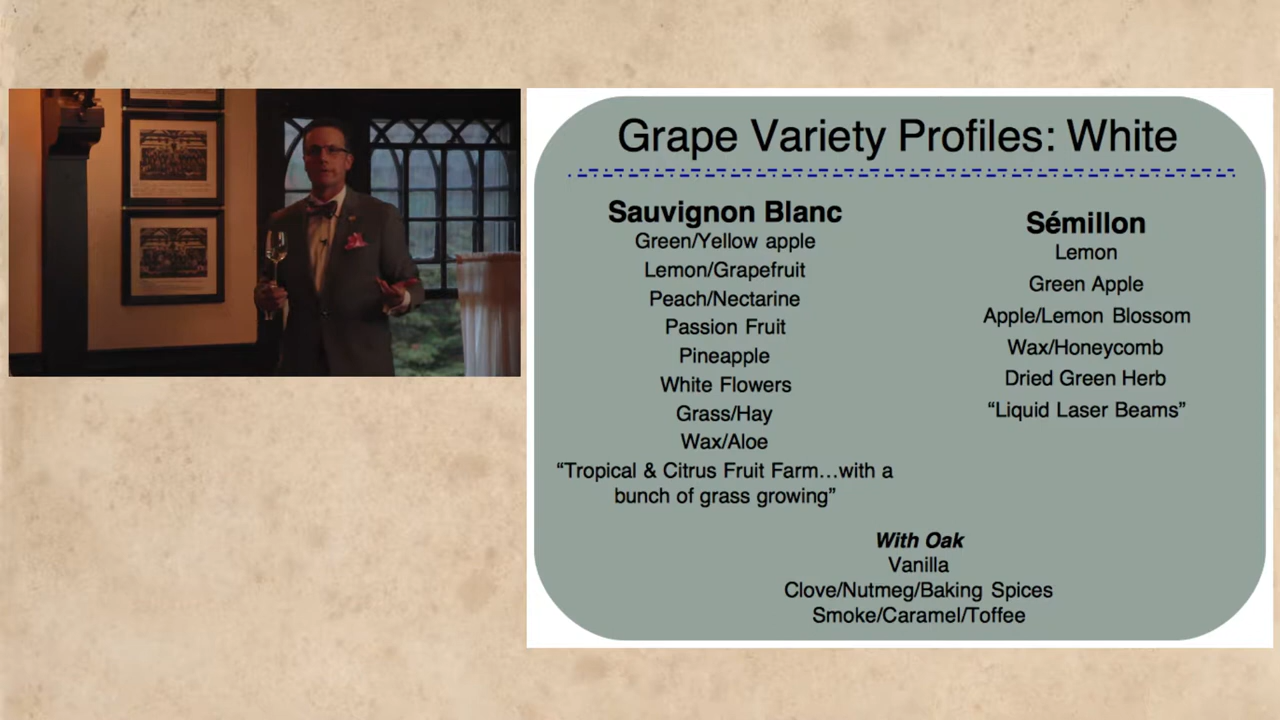 Grape Variety Profiles: White
Sauvignon Blanc
Green/Yellow apple
Lemon/Grapefruit
Peach/Nectarine
Passion Fruit
Pineapple
White Flowers
Grass/Hay
Wax/Aloe
“Tropical & Citrus Fruit Farm…with a
bunch of grass growing”
Sémillon
Lemon
Green Apple
Apple/Lemon Blossom
Wax/Honeycomb
Dried Green Herb
“Liquid Laser Beams”
With Oak
Vanilla
Clove/Nutmeg/Baking Spices
Smoke/Caramel/Toffee